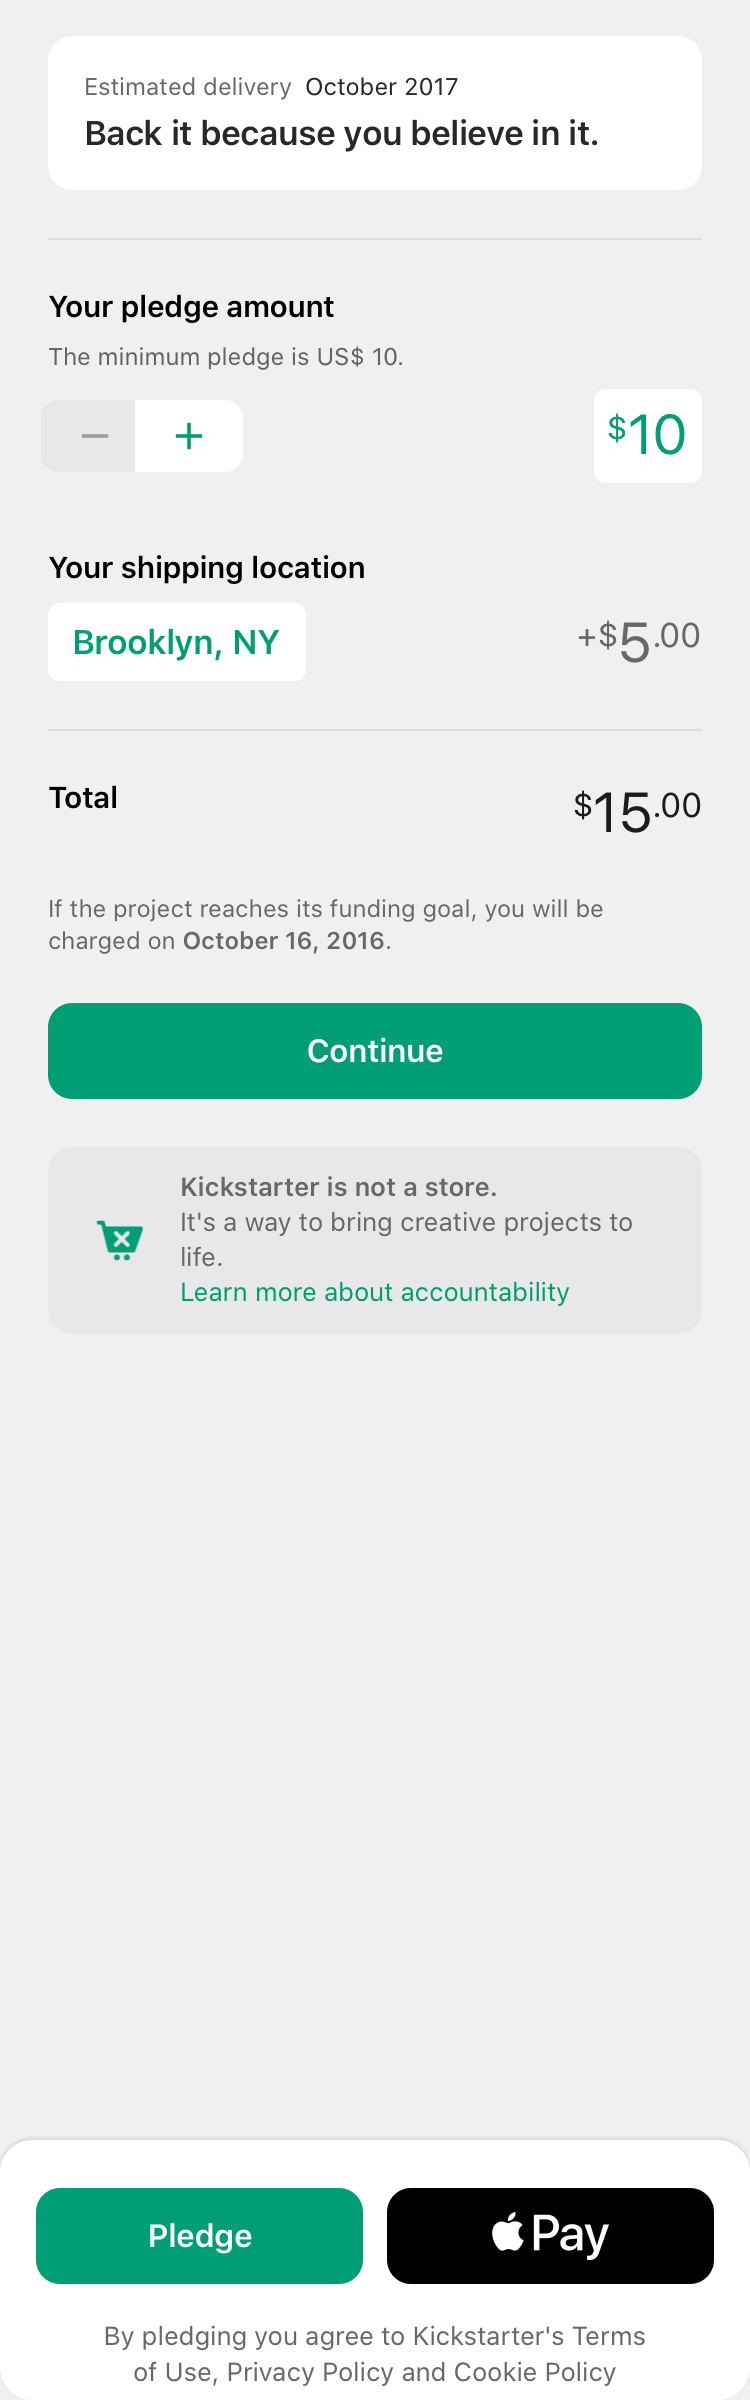 Estimated delivery October 2017
Back it because you believe in it.
Your pledge amount
The minimum pledge is US$ 10.
− +
$10
Your shipping location
Brooklyn, NY
+$5.00
Total
$15.00
If the project reaches its funding goal, you will be
charged on October 16, 2016.
Continue
Kickstarter is not a store.
It's a way to bring creative projects to
life.
Learn more about accountability
Pledge
Pay
By pledging you agree to Kickstarter's Terms
of Use, Privacy Policy and Cookie Policy